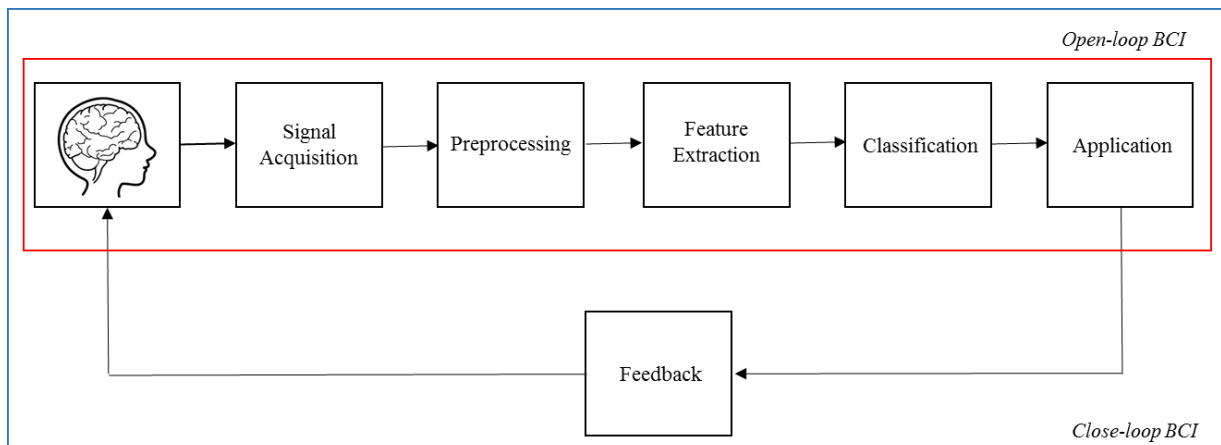 Open-loop BCI
Signal
Acquisition
Preprocessing
Feature
Extraction
Classification
Application
Feedback
Close-loop BCI